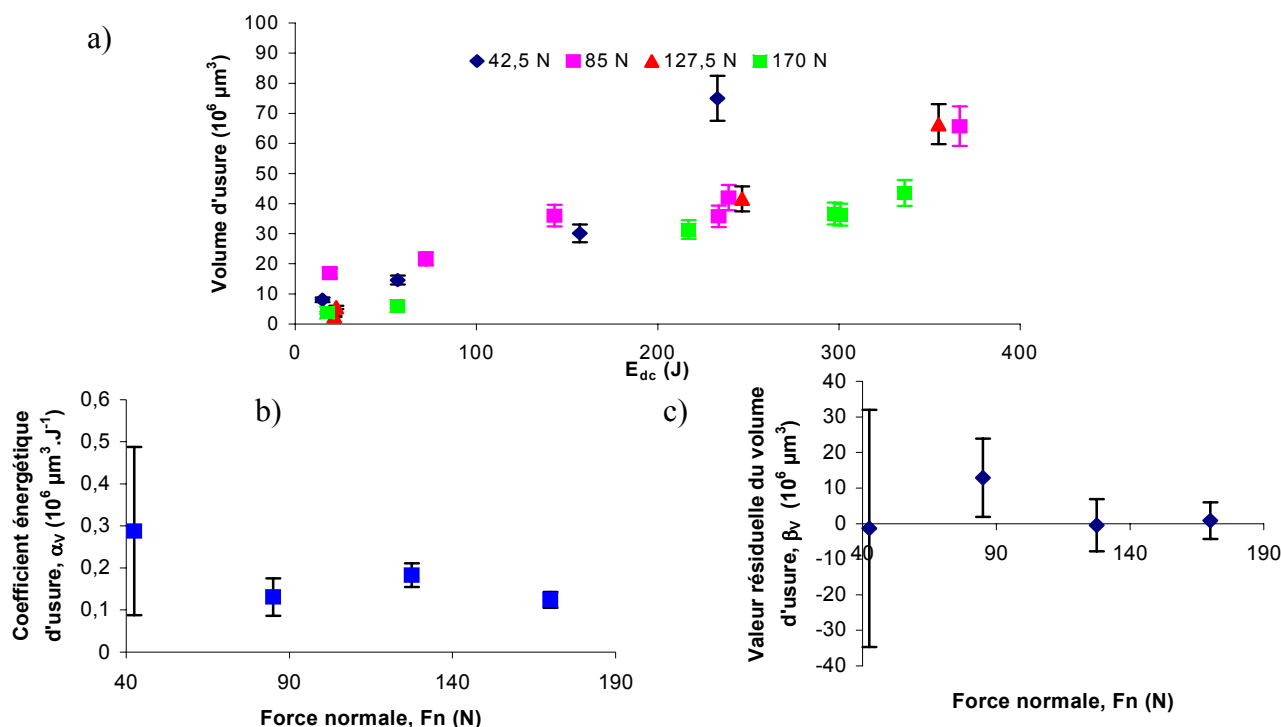 a)
Volume d'usure (10⁶ µm³)
100
90
80
70
60
50
40
30
20
10
0
42,5 N 85 N 127,5 N 170 N
0 100 200 300 400
E_dc (J)
b)
Coefficient énergétique
d'usure, α_V (10⁶ µm³.J⁻¹)
0,6
0,5
0,4
0,3
0,2
0,1
0
40 90 140 190
Force normale, Fn (N)
c)
Valeur résiduelle du volume
d'usure, β_V (10⁶ µm³)
40
30
20
10
0
-10
-20
-30
-40
40 90 140 190
Force normale, Fn (N)